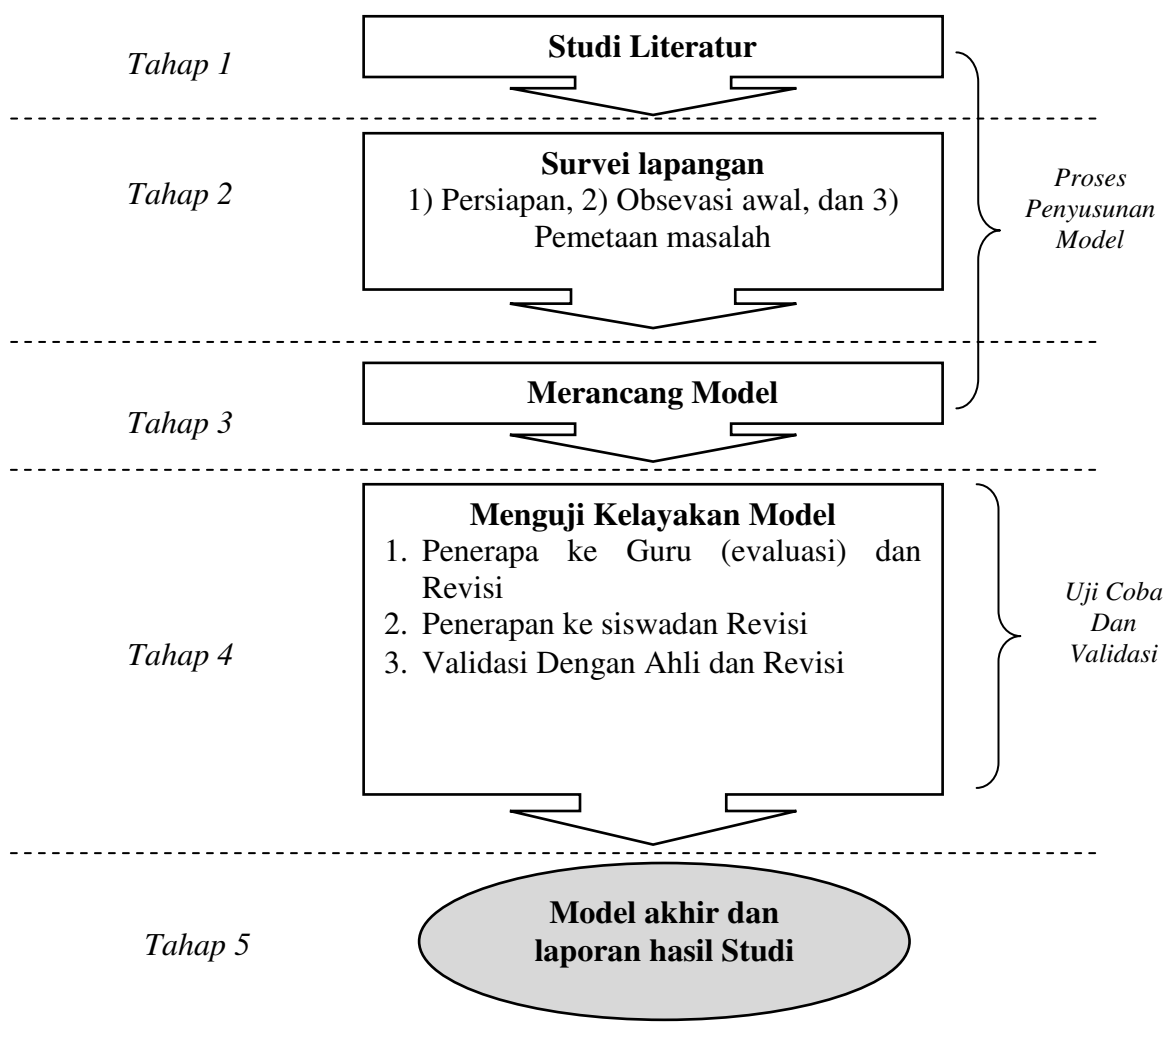 Tahap 1
Studi Literatur
Tahap 2
Survei lapangan
1) Persiapan, 2) Obsevasi awal, dan 3)
Pemetaan masalah
Proses
Penyusunan
Model
Tahap 3
Merancang Model
Tahap 4
Menguji Kelayakan Model
1. Penerapa ke Guru (evaluasi) dan
Revisi
2. Penerapan ke siswadan Revisi
3. Validasi Dengan Ahli dan Revisi
Uji Coba
Dan
Validasi
Tahap 5
Model akhir dan
laporan hasil Studi